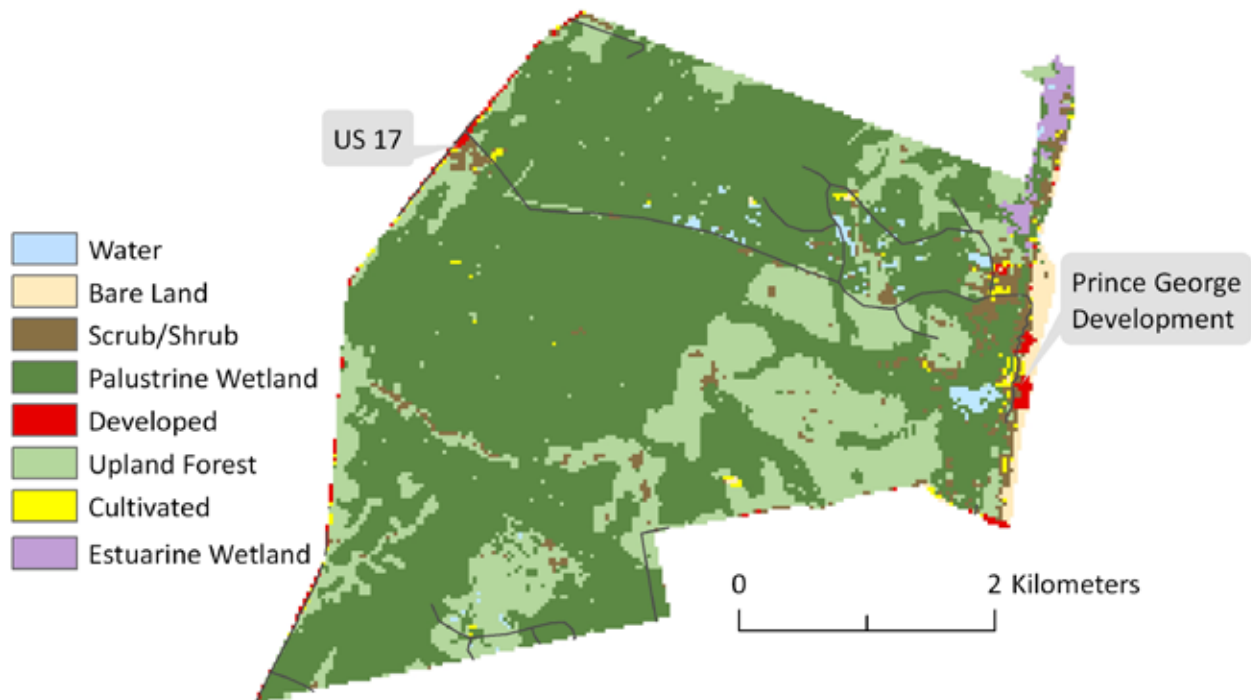 US 17
Water
Bare Land
Scrub/Shrub
Palustrine Wetland
Developed
Upland Forest
Cultivated
Estuarine Wetland
Prince George
Development
0 2 Kilometers